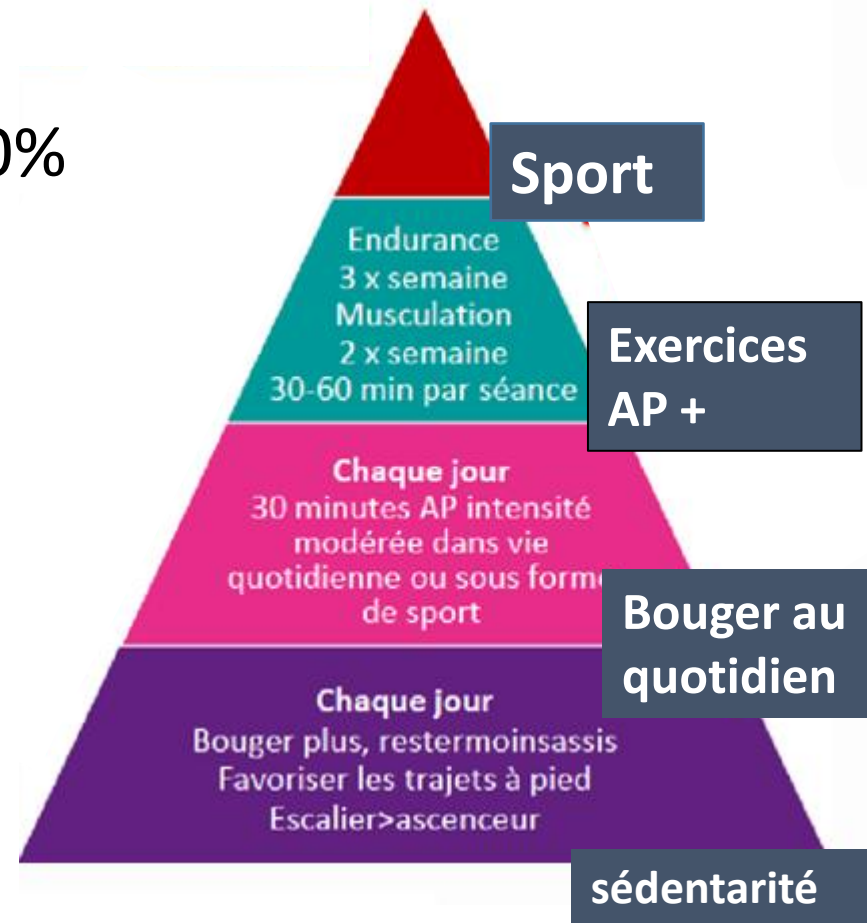 0%
Sport
Endurance
3 x semaine
Musculation
2 x semaine
30-60 min par séance
Exercices
AP +
Chaque jour
30 minutes AP intensité
modérée dans vie
quotidienne ou sous form
de sport
Bouger au
quotidien
Chaque jour
Bouger plus, restermoinsassis
Favoriser les trajets à pied
Escalier>ascenceur
sédentarité